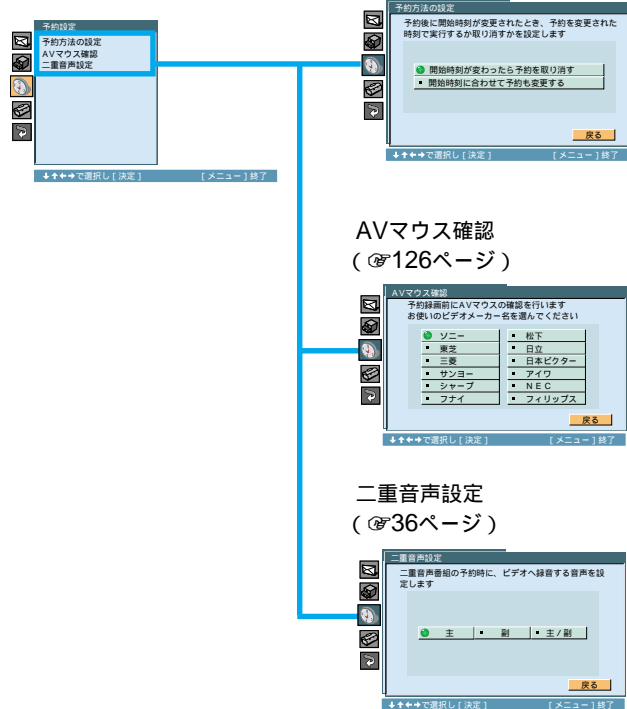 予約設定
予約方法の設定
AVマウス確認
二重音声設定
↓↑←→で選択し[決定] [メニュー]終了
予約方法の設定
予約後に開始時刻が変更されたとき、予約を変更された
時刻で実行するか取り消すかを設定します
開始時刻が変わったら予約を取り消す
開始時刻に合わせて予約も変更する
戻る
↓↑←→で選択し[決定] [メニュー]終了
AVマウス確認
(☞126ページ)
AVマウス確認
予約録画前にAVマウスの確認を行います
お使いのビデオメーカー名を選んでください
ソニー 松下
東芝 日立
三菱 日本ビクター
サンヨー アイワ
シャープ NEC
フナイ フィリップス
戻る
↓↑←→で選択し[決定] [メニュー]終了
二重音声設定
(☞36ページ)
二重音声設定
二重音声番組の予約時に、ビデオへ録音する音声を設
定します
主 副 主/副
戻る
↓↑←→で選択し[決定] [メニュー]終了